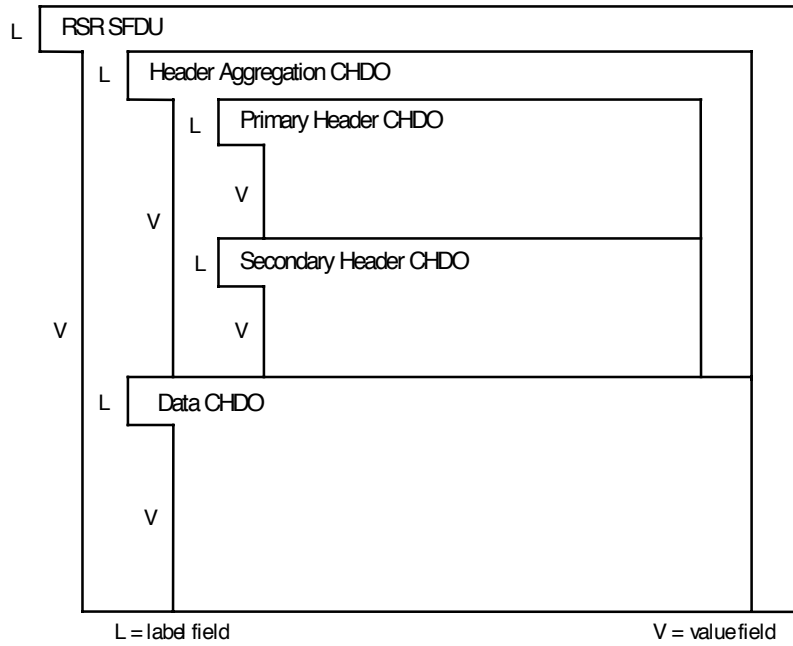 L RSR SFDU
L Header Aggregation CHDO
L Primary Header CHDO
V
V
L Secondary Header CHDO
V
V
L Data CHDO
V
L = label field V = value field